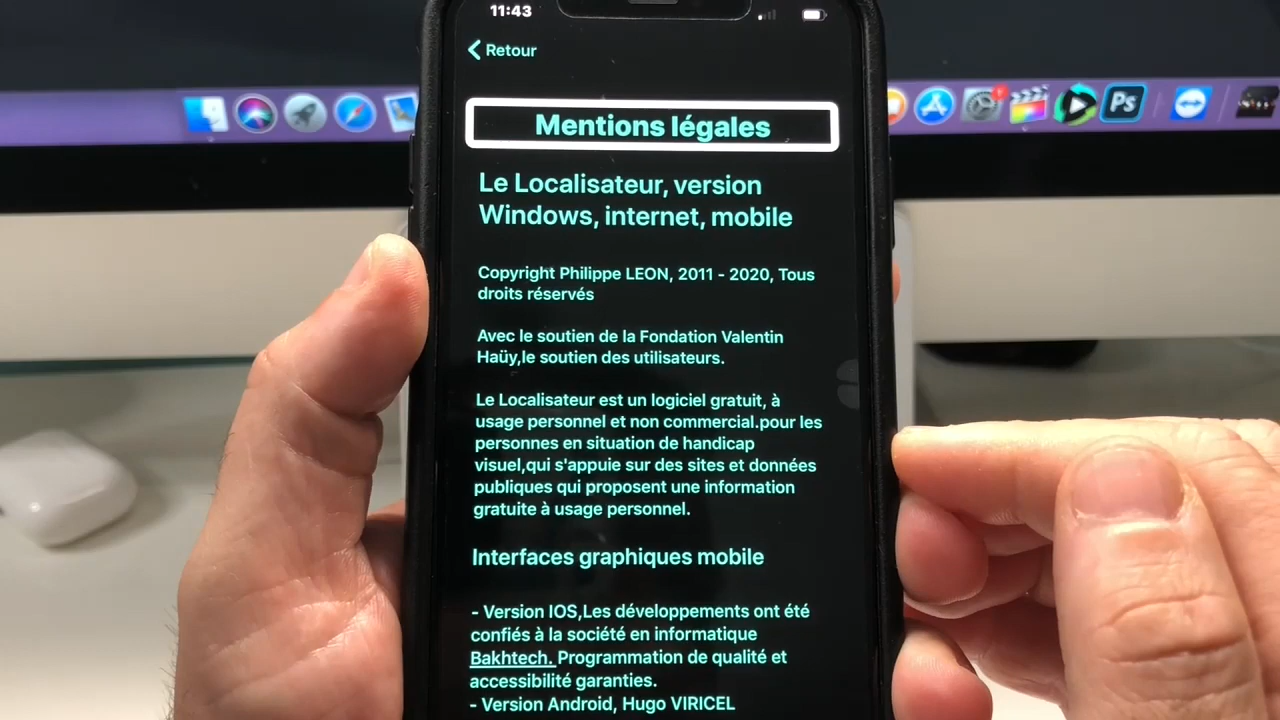 11:43
Retour
Mentions légales
Le Localisateur, version
Windows, internet, mobile
Copyright Philippe LEON, 2011 - 2020, Tous
droits réservés
Avec le soutien de la Fondation Valentin
Haüy,le soutien des utilisateurs.
Le Localisateur est un logiciel gratuit, à
usage personnel et non commercial.pour les
personnes en situation de handicap
visuel,qui s'appuie sur des sites et données
publiques qui proposent une information
gratuite à usage personnel.
Interfaces graphiques mobile
- Version IOS,Les développements ont été
confiés à la société en informatique
Bakhtech. Programmation de qualité et
accessibilité garanties.
- Version Android, Hugo VIRICEL
Ps